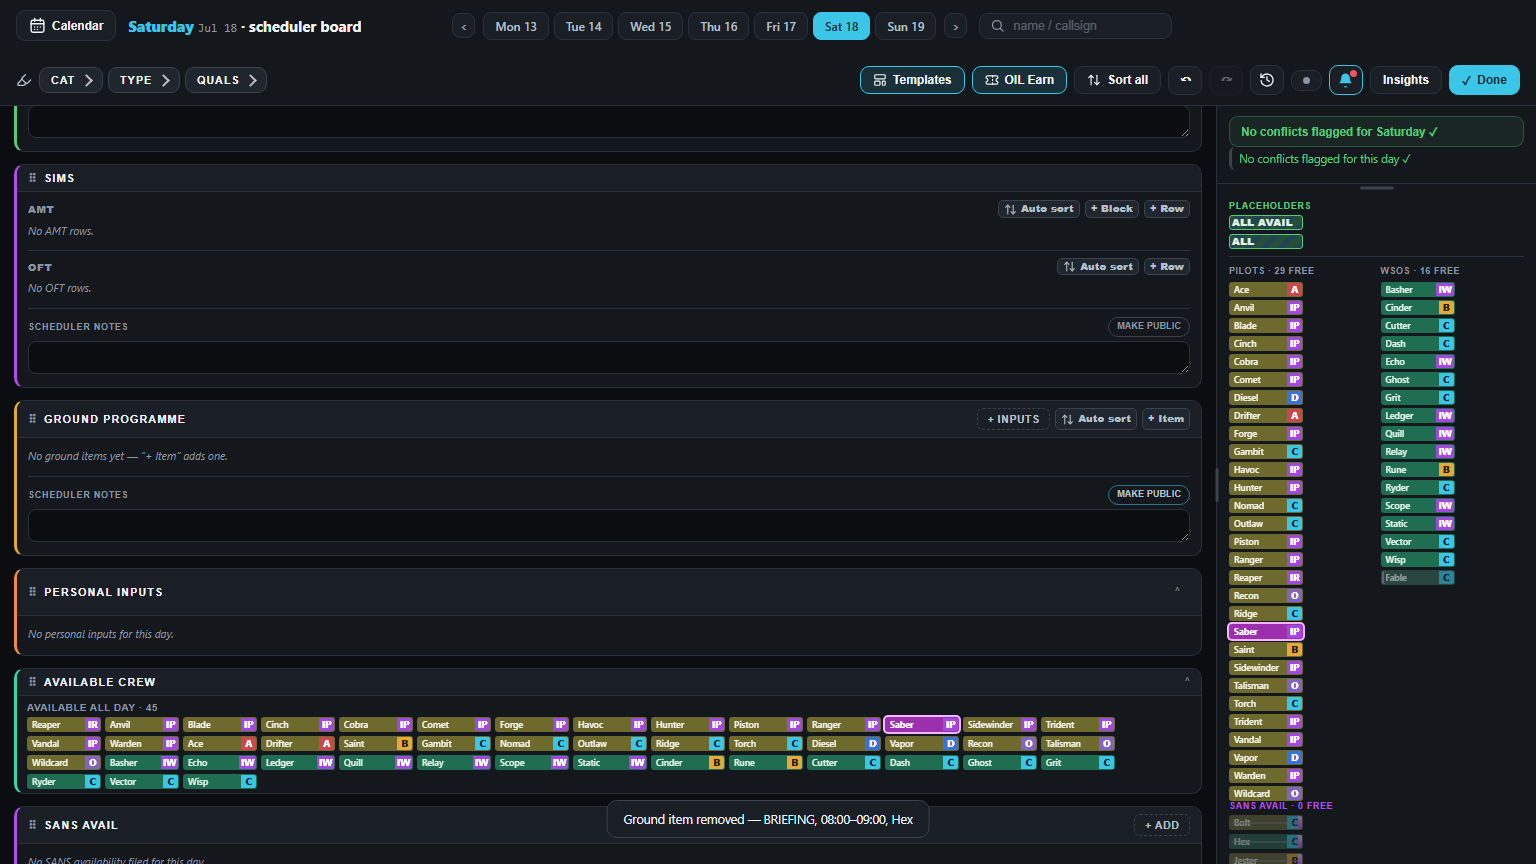 Calendar
Saturday Jul 18 · scheduler board
‹ Mon 13 Tue 14 Wed 15 Thu 16 Fri 17 Sat 18 Sun 19 ›
name / callsign
CAT TYPE QUALS
Templates OIL Earn Sort all Insights ✓ Done
SIMS
AMT Auto sort + Block + Row
No AMT rows.
OFT Auto sort + Row
No OFT rows.
SCHEDULER NOTES MAKE PUBLIC
GROUND PROGRAMME + INPUTS Auto sort + Item
No ground items yet — "+ Item" adds one.
SCHEDULER NOTES MAKE PUBLIC
PERSONAL INPUTS ^
No personal inputs for this day.
AVAILABLE CREW ^
AVAILABLE ALL DAY · 45
Reaper IR Anvil IP Blade IP Cinch IP Cobra IP Comet IP Forge IP Havoc IP Hunter IP Piston IP Ranger IP Saber IP Sidewinder IP Trident IP
Vandal IP Warden IP Ace A Drifter A Saint B Gambit C Nomad C Outlaw C Ridge C Torch C Diesel D Vapor D Recon O Talisman O
Wildcard O Basher IW Echo IW Ledger IW Quill IW Relay IW Scope IW Static IW Cinder B Rune B Cutter C Dash C Ghost C Grit C
Ryder C Vector C Wisp C
SANS AVAIL + ADD
No SANS availability filed for this day.
Ground item removed — BRIEFING, 08:00–09:00, Hex
No conflicts flagged for Saturday ✓
No conflicts flagged for this day ✓
PLACEHOLDERS
ALL AVAIL
ALL
PILOTS · 29 FREE
Ace A
Anvil IP
Blade IP
Cinch IP
Cobra IP
Comet IP
Diesel D
Drifter A
Forge IP
Gambit C
Havoc IP
Hunter IP
Nomad C
Outlaw C
Piston IP
Ranger IP
Reaper IR
Recon O
Ridge C
Saber IP
Saint B
Sidewinder IP
Talisman O
Torch C
Trident IP
Vandal IP
Vapor D
Warden IP
Wildcard O
WSOS · 16 FREE
Basher IW
Cinder B
Cutter C
Dash C
Echo IW
Ghost C
Grit C
Ledger IW
Quill IW
Relay IW
Rune B
Ryder C
Scope IW
Static IW
Vector C
Wisp C
Fable C
SANS AVAIL · 0 FREE
Bolt C
Hex C
Jester B